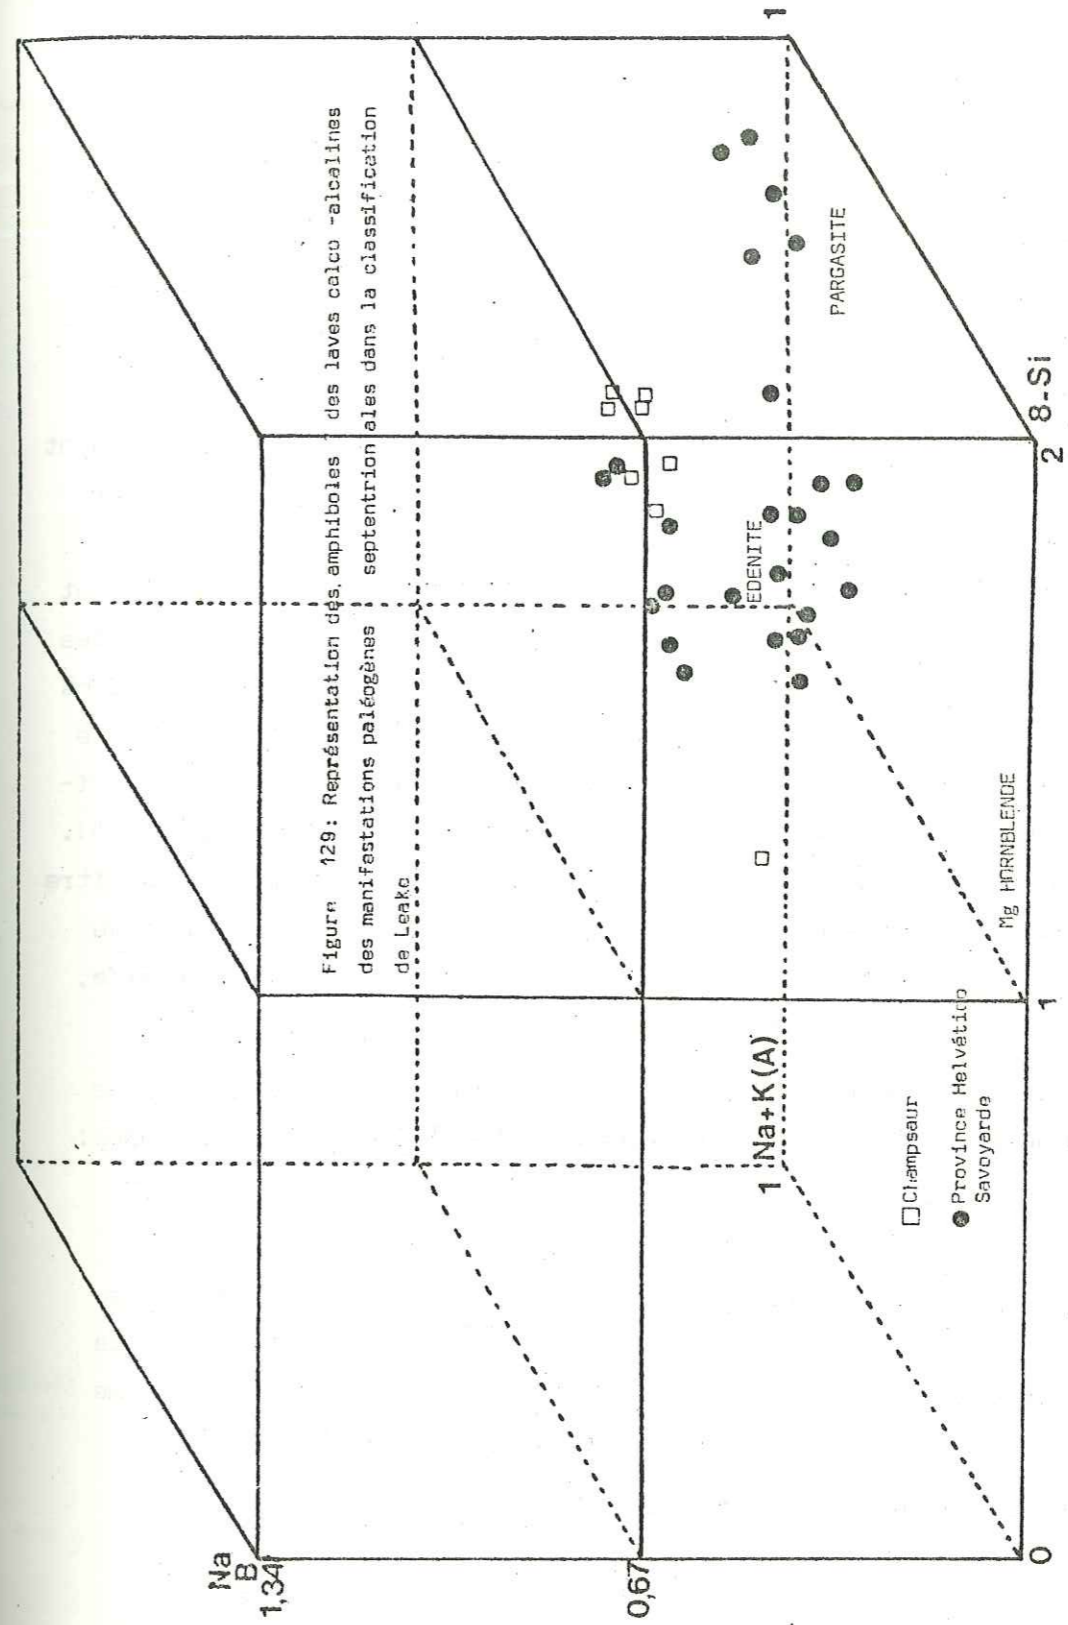 Figure 129: Représentation des amphiboles des laves calco-alcalines
des manifestations paléogènes septentrionales dans la classification
de Leake
Na
B
1,34
0,67
0
1
2
8-Si
1
1 Na+K(A)
PARGASITE
EDENITE
Mg HORNBLENDE
Champsaur
Province Helvético
Savoyarde